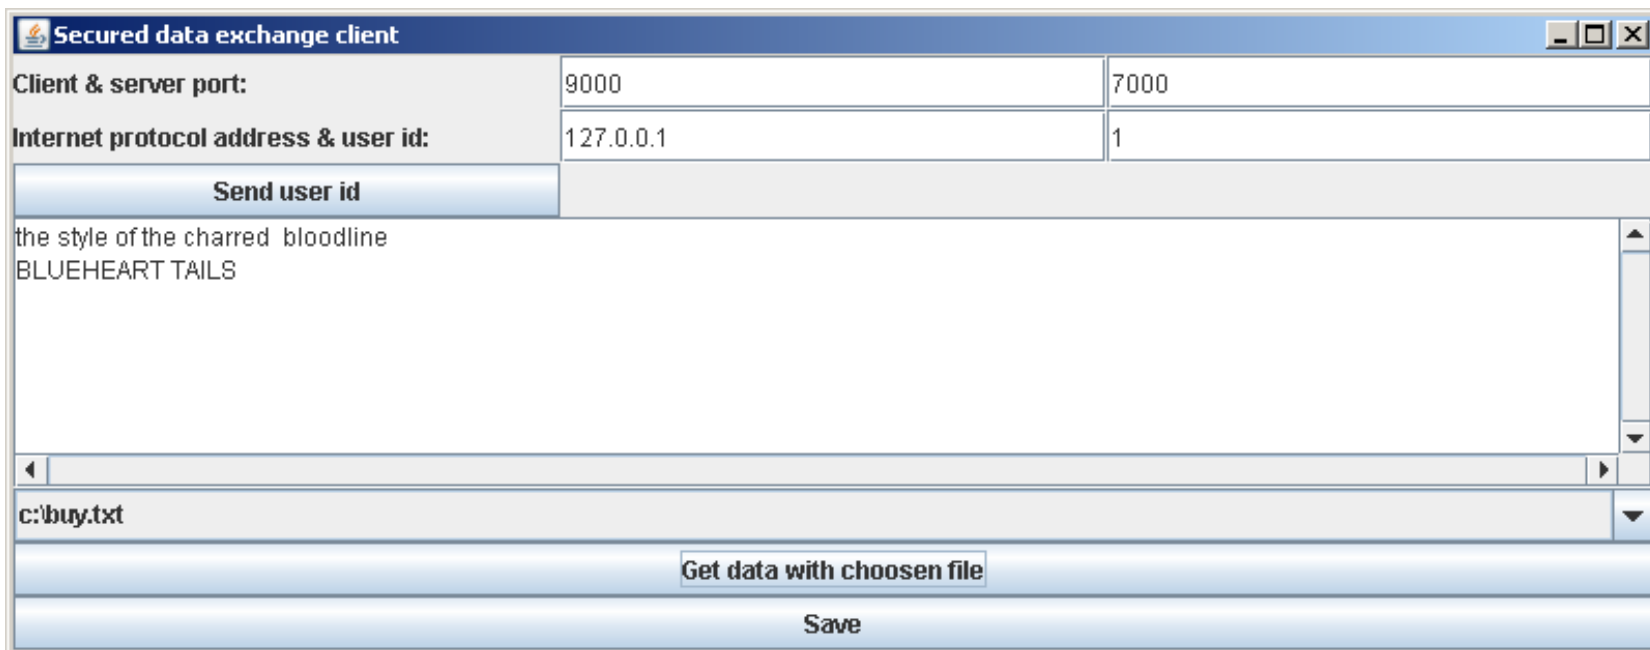 Secured data exchange client
Client & server port: 9000 7000
Internet protocol address & user id: 127.0.0.1 1
Send user id
the style of the charred  bloodline
BLUEHEART TAILS
c:\buy.txt
Get data with choosen file
Save